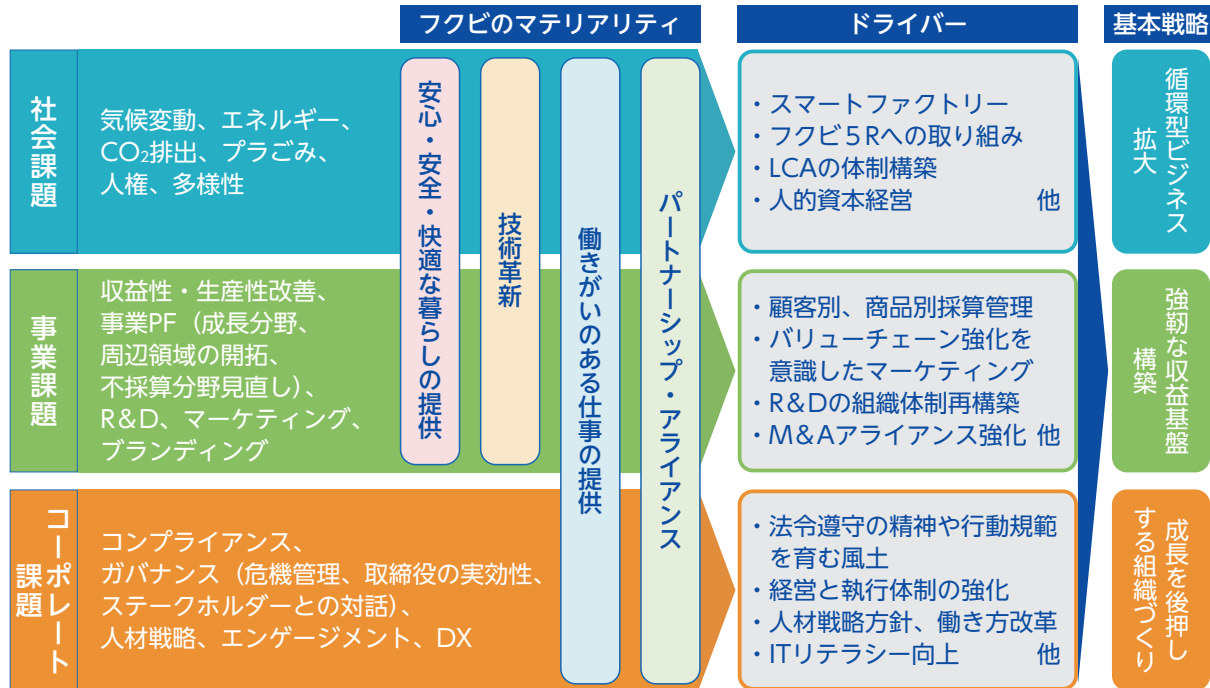 フクビのマテリアリティ
ドライバー
基本戦略
社会課題
気候変動、エネルギー、
CO₂排出、プラごみ、
人権、多様性
事業課題
収益性・生産性改善、
事業PF（成長分野、
周辺領域の開拓、
不採算分野見直し）、
R＆D、マーケティング、
ブランディング
コーポレート
課題
コンプライアンス、
ガバナンス（危機管理、取締役の実効性、
ステークホルダーとの対話）、
人材戦略、エンゲージメント、DX
安心・安全・快適な暮らしの提供
技術革新
働きがいのある仕事の提供
パートナーシップ・アライアンス
・スマートファクトリー
・フクビ５Rへの取り組み
・LCAの体制構築
・人的資本経営 他
・顧客別、商品別採算管理
・バリューチェーン強化を
意識したマーケティング
・R＆Dの組織体制再構築
・M＆Aアライアンス強化 他
・法令遵守の精神や行動規範
を育む風土
・経営と執行体制の強化
・人材戦略方針、働き方改革
・ITリテラシー向上 他
循環型ビジネス
拡大
強靭な収益基盤
構築
成長を後押し
する組織づくり